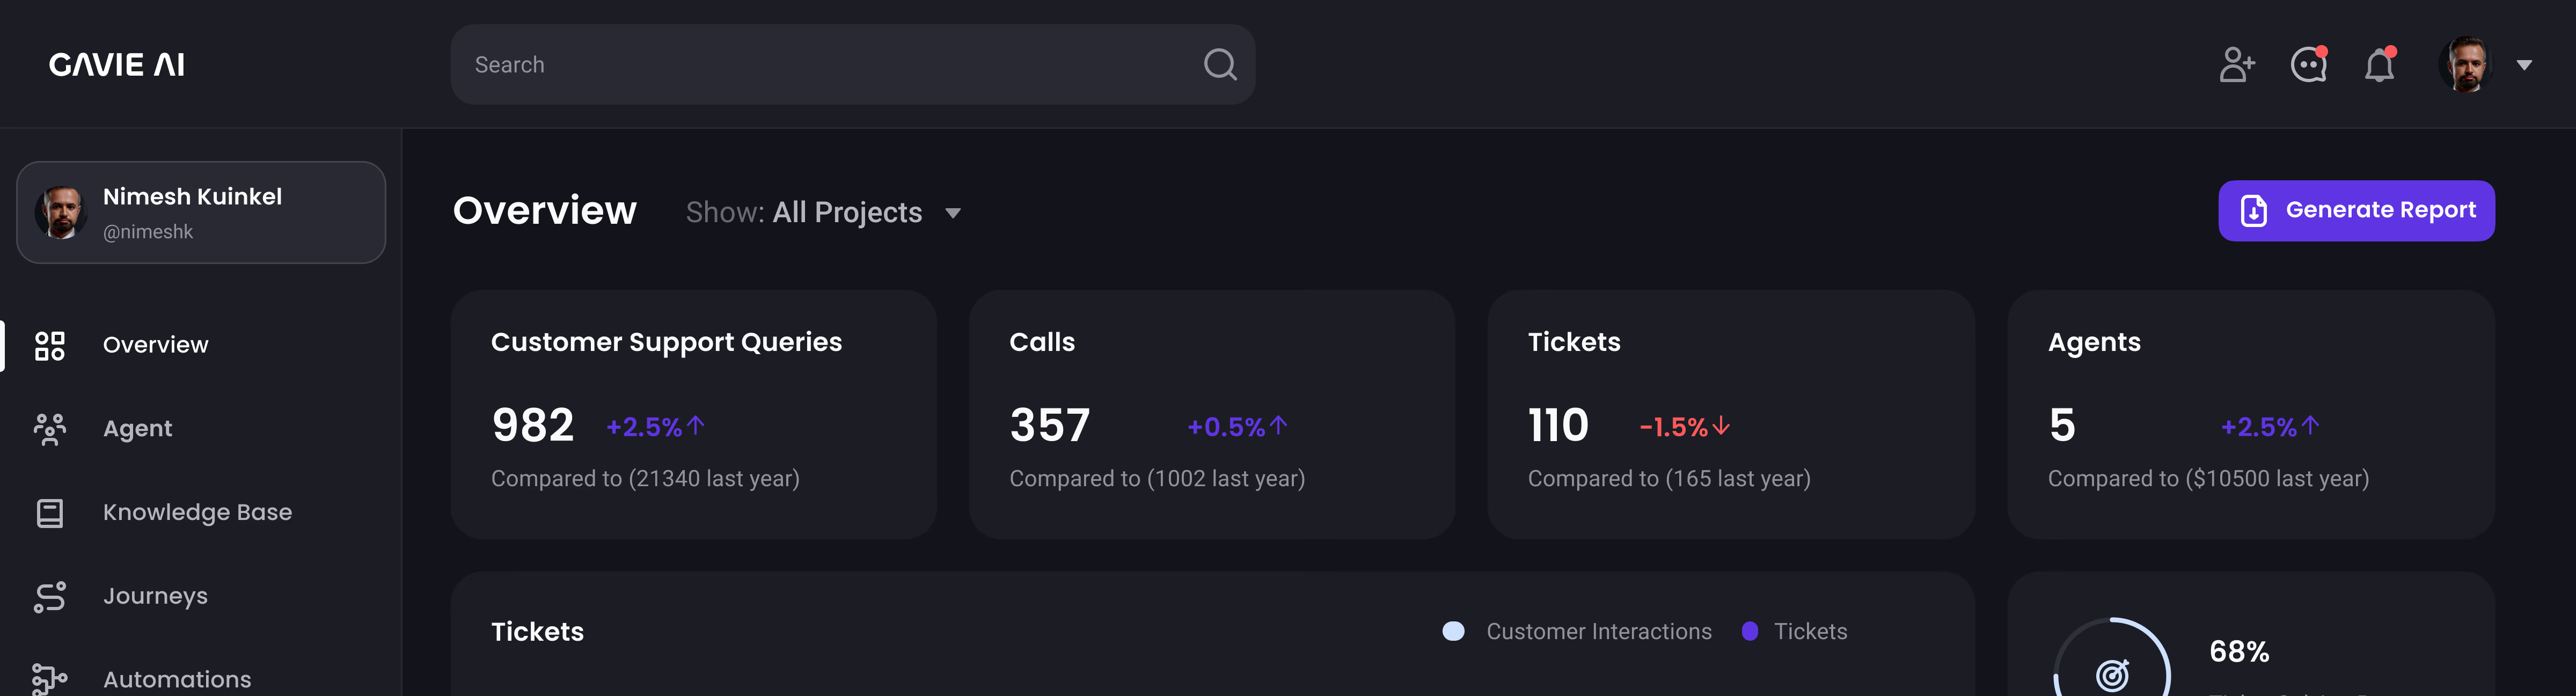 GAVIE AI
Search
Nimesh Kuinkel
@nimeshk
Overview
Agent
Knowledge Base
Journeys
Automations
Overview
Show: All Projects
Generate Report
Customer Support Queries
982 +2.5%
Compared to (21340 last year)
Calls
357 +0.5%
Compared to (1002 last year)
Tickets
110 -1.5%
Compared to (165 last year)
Agents
5 +2.5%
Compared to ($10500 last year)
Tickets
Customer Interactions
Tickets
68%